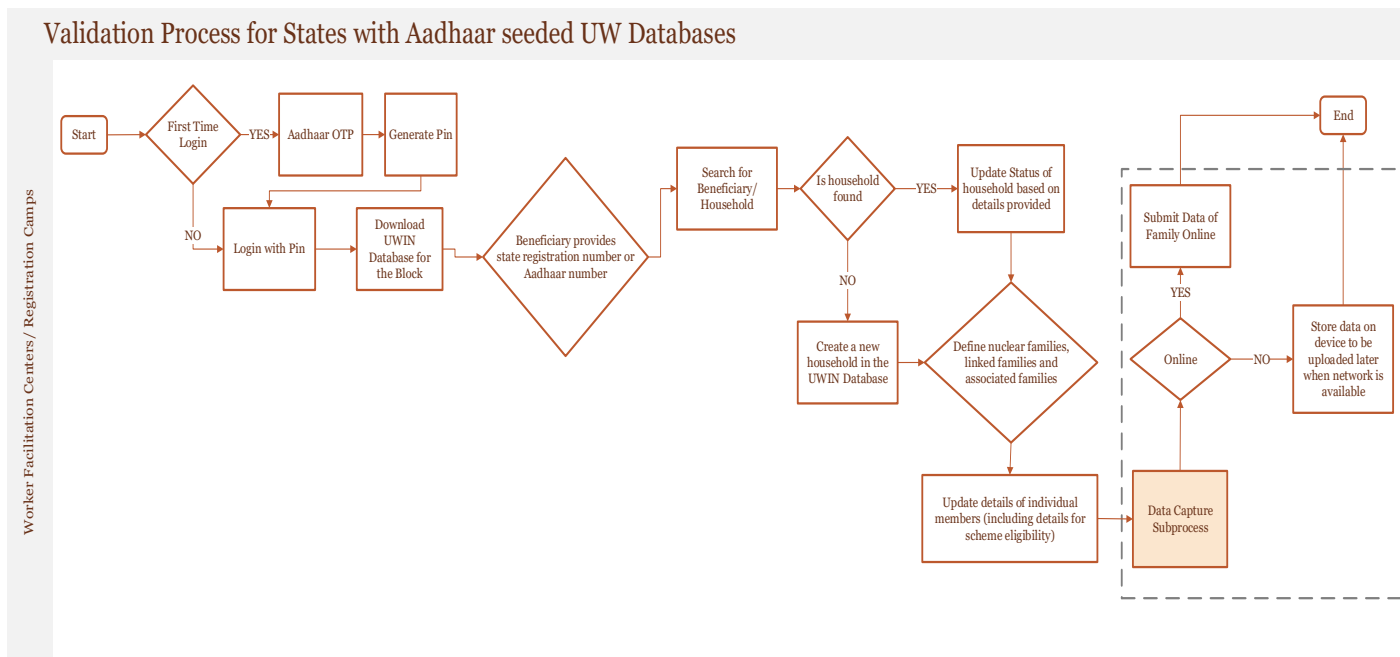 Validation Process for States with Aadhaar seeded UW Databases
Worker Facilitation Centers/ Registration Camps
Start
First Time
Login
YES
Aadhaar OTP
Generate Pin
NO
Login with Pin
Download
UWIN
Database for
the Block
Beneficiary provides
state registration number or
Aadhaar number
Search for
Beneficiary/
Household
Is household
found
YES
Update Status of
household based on
details provided
NO
Create a new
household in the
UWIN Database
Define nuclear families,
linked families and
associated families
Update details of individual
members (including details for
scheme eligibility)
Data Capture
Subprocess
Online
YES
Submit Data of
Family Online
NO
Store data on
device to be
uploaded later
when network is
available
End